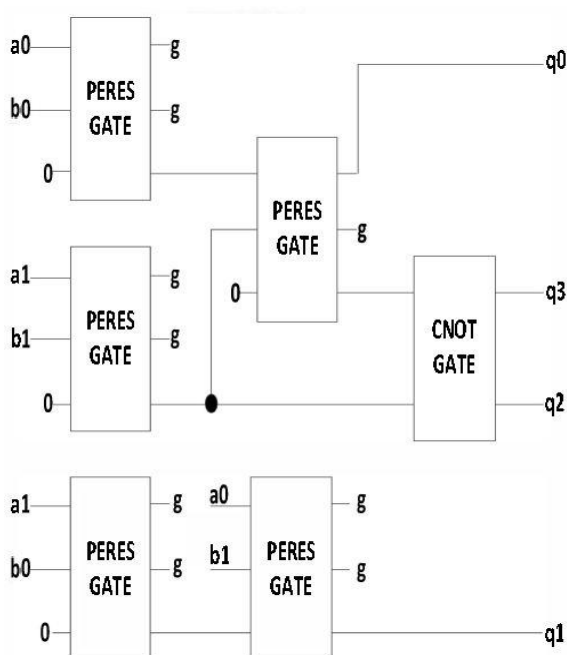 a0
g
q0
PERES
GATE
b0
g
0
PERES
GATE
g
a1
g
PERES
GATE
0
q3
b1
g
CNOT
GATE
0
q2
a1
g
a0
g
PERES
GATE
b0
g
b1
PERES
GATE
g
0
q1